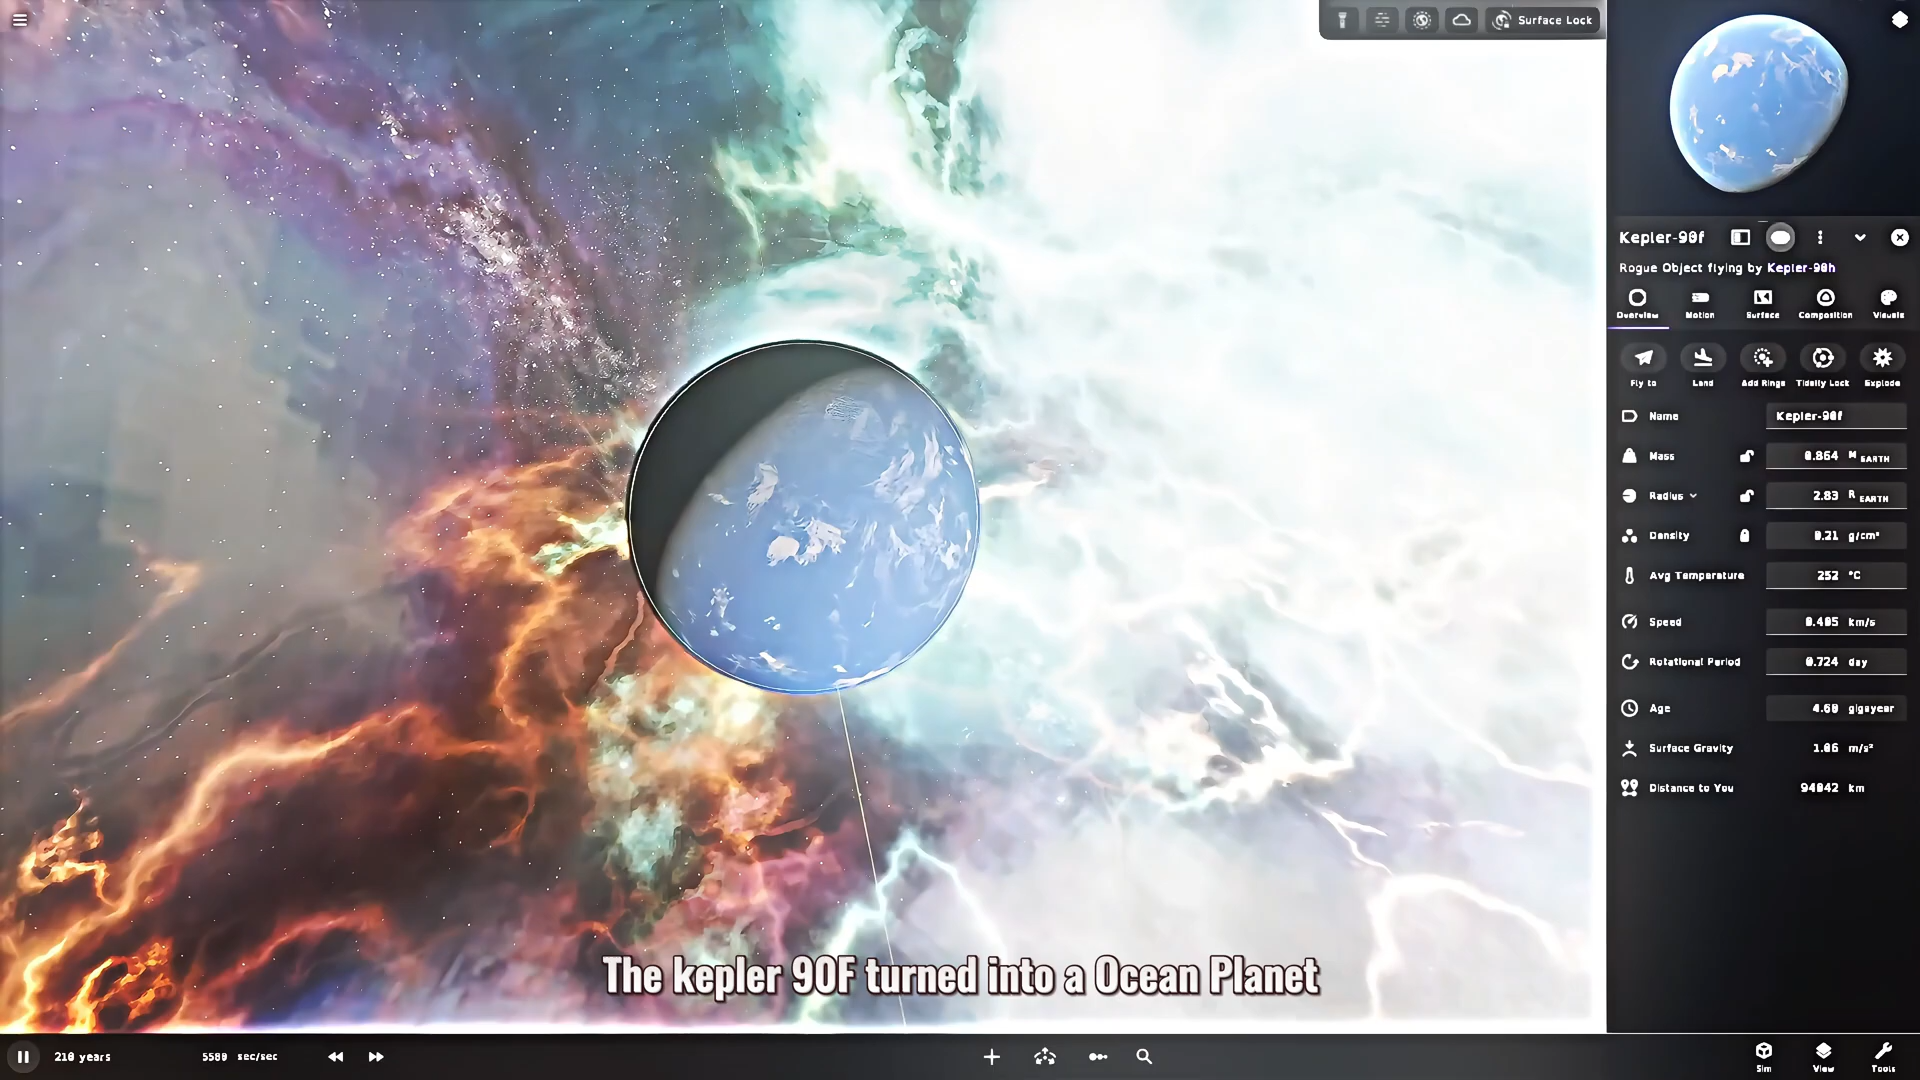 Surface Lock
Kepler-90f
Rogue Object flying by Kepler-90h
Overview Motion Surface Composition Visuals
Fly to Land Add Rings Tidally Lock Explode
Name Kepler-90f
Mass 0.864 M EARTH
Radius 2.83 R EARTH
Density 0.21 g/cm³
Avg Temperature 252 °C
Speed 0.405 km/s
Rotational Period 0.724 day
Age 4.60 gigayear
Surface Gravity 1.06 m/s²
Distance to You 94042 km
The kepler 90F turned into a Ocean Planet
210 years 5500 sec/sec
Sim View Tools